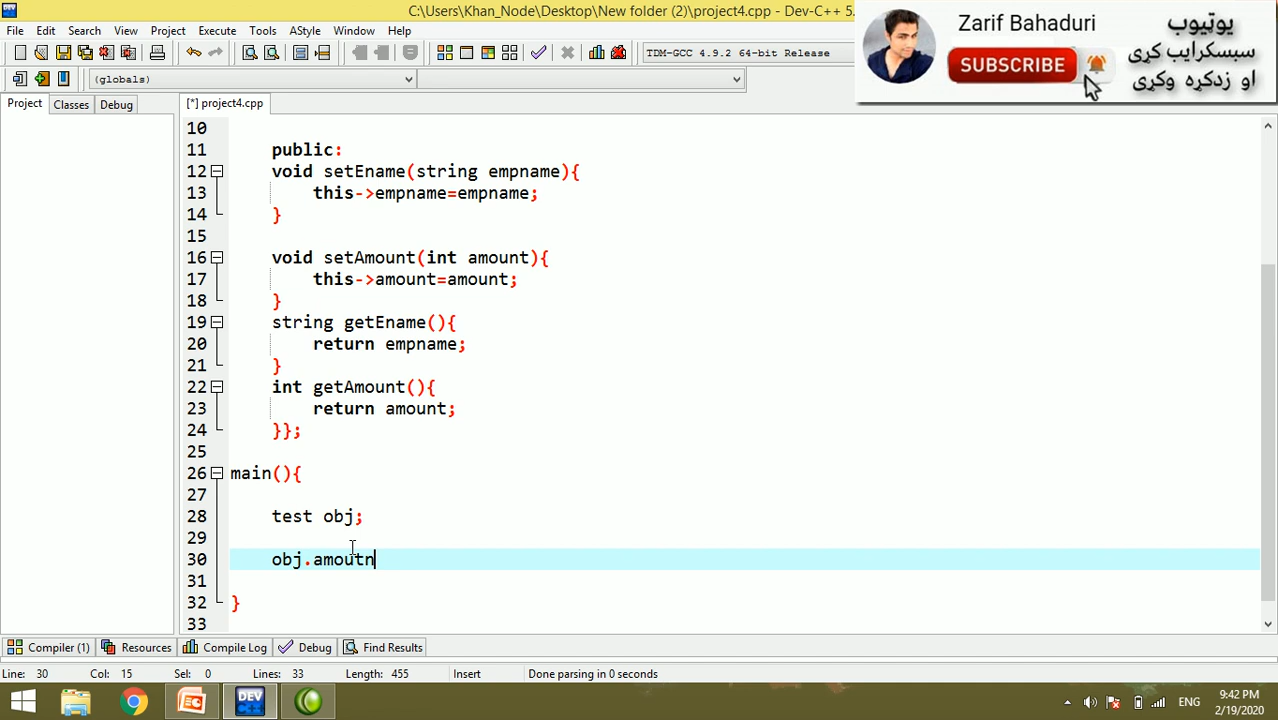 C:\Users\Khan_Node\Desktop\New folder (2)\project4.cpp - Dev-C++ 5.
File Edit Search View Project Execute Tools AStyle Window Help
TDM-GCC 4.9.2 64-bit Release
(globals)
Project Classes Debug [*] project4.cpp
Zarif Bahaduri
SUBSCRIBE
یوټیوب
سبسکرایب کړی
او زدکړه وکړی
10
11 public:
12 void setEname(string empname){
13 this->empname=empname;
14 }
15
16 void setAmount(int amount){
17 this->amount=amount;
18 }
19 string getEname(){
20 return empname;
21 }
22 int getAmount(){
23 return amount;
24 }};
25
26 main(){
27
28 test obj;
29
30 obj.amoutn
31
32 }
33
Compiler (1) Resources Compile Log Debug Find Results
Line: 30 Col: 15 Sel: 0 Lines: 33 Length: 455 Insert Done parsing in 0 seconds
DEV C++
ENG
9:42 PM
2/19/2020